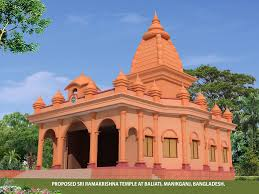 PROPOSED SRI RAMAKRISHNA TEMPLE AT BALIATI, MANIKGANJ, BANGLADESH.